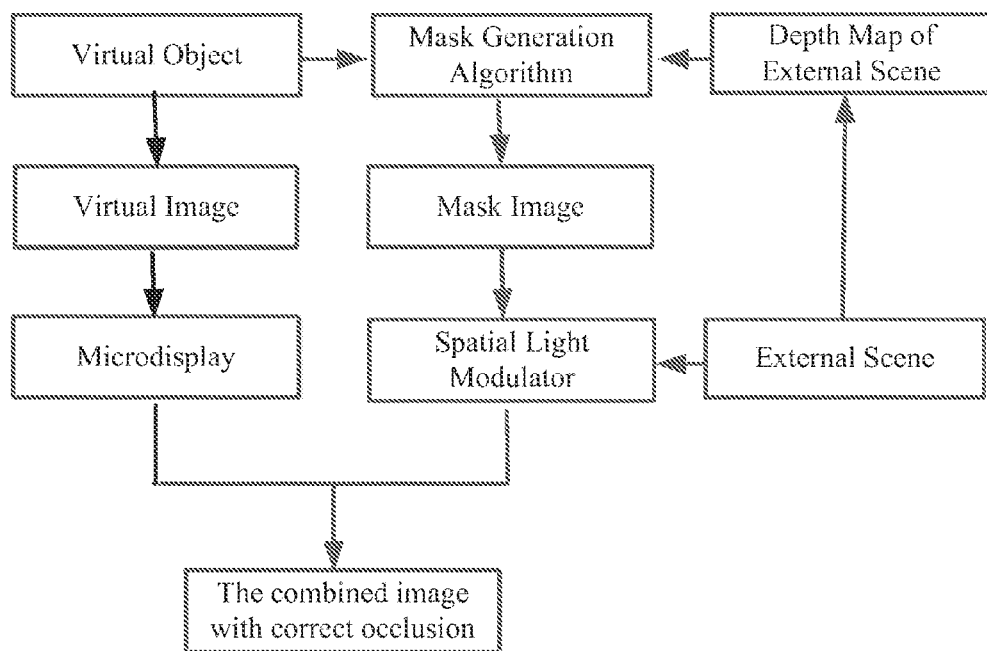 Virtual Object
Mask Generation
Algorithm
Depth Map of
External Scene
Virtual Image
Mask Image
Microdisplay
Spatial Light
Modulator
External Scene
The combined image
with correct occlusion